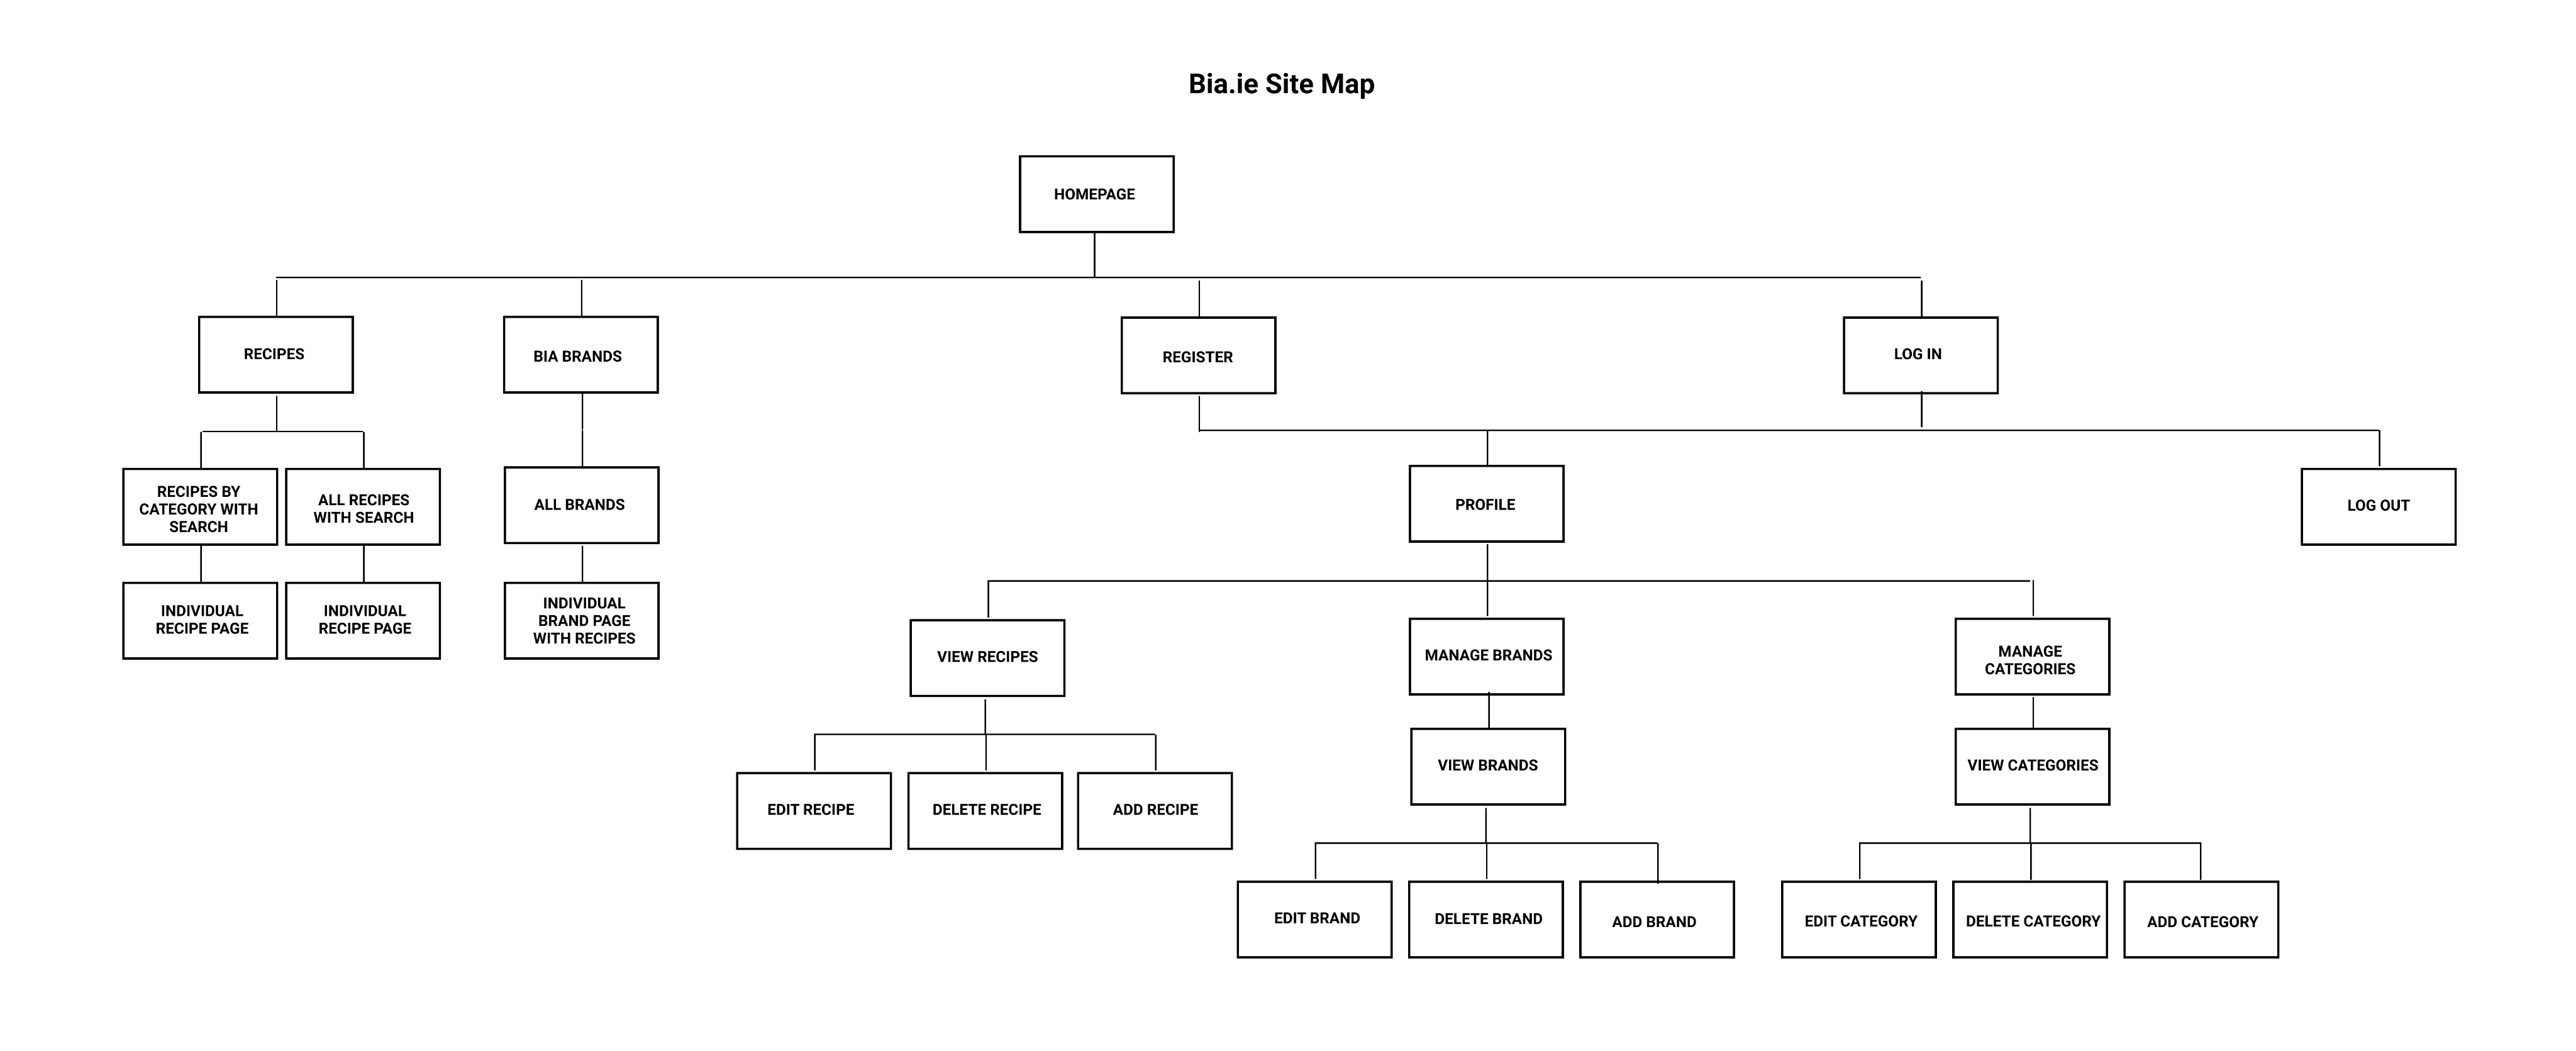 Bia.ie Site Map
HOMEPAGE
RECIPES
BIA BRANDS
REGISTER
LOG IN
RECIPES BY
CATEGORY WITH
SEARCH
ALL RECIPES
WITH SEARCH
ALL BRANDS
PROFILE
LOG OUT
INDIVIDUAL
RECIPE PAGE
INDIVIDUAL
RECIPE PAGE
INDIVIDUAL
BRAND PAGE
WITH RECIPES
VIEW RECIPES
MANAGE BRANDS
MANAGE
CATEGORIES
VIEW BRANDS
VIEW CATEGORIES
EDIT RECIPE
DELETE RECIPE
ADD RECIPE
EDIT BRAND
DELETE BRAND
ADD BRAND
EDIT CATEGORY
DELETE CATEGORY
ADD CATEGORY